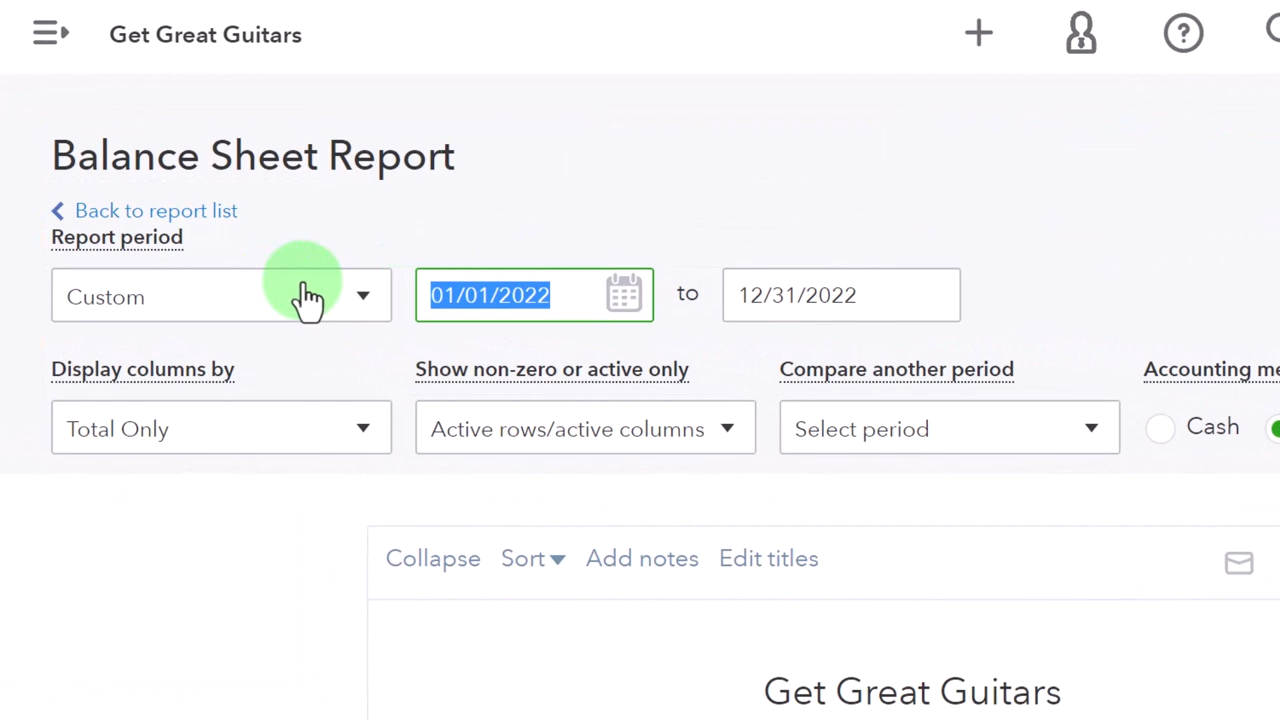 Get Great Guitars
Balance Sheet Report
Back to report list
Report period
Custom 01/01/2022 to 12/31/2022
Display columns by Show non-zero or active only Compare another period Accounting me
Total Only Active rows/active columns Select period Cash
Collapse Sort Add notes Edit titles
Get Great Guitars